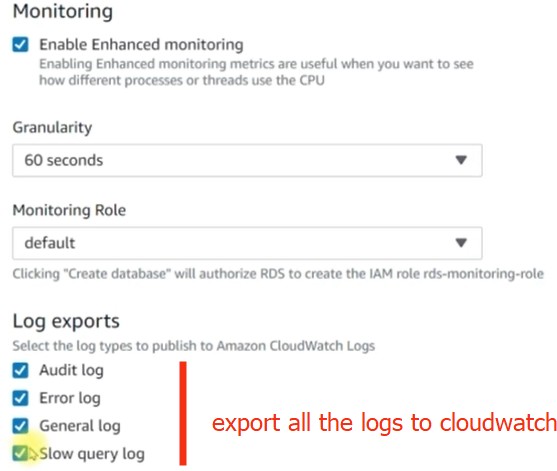 Monitoring
Enable Enhanced monitoring
Enabling Enhanced monitoring metrics are useful when you want to see
how different processes or threads use the CPU
Granularity
60 seconds
Monitoring Role
default
Clicking "Create database" will authorize RDS to create the IAM role rds-monitoring-role
Log exports
Select the log types to publish to Amazon CloudWatch Logs
Audit log
Error log
General log
Slow query log
export all the logs to cloudwatch